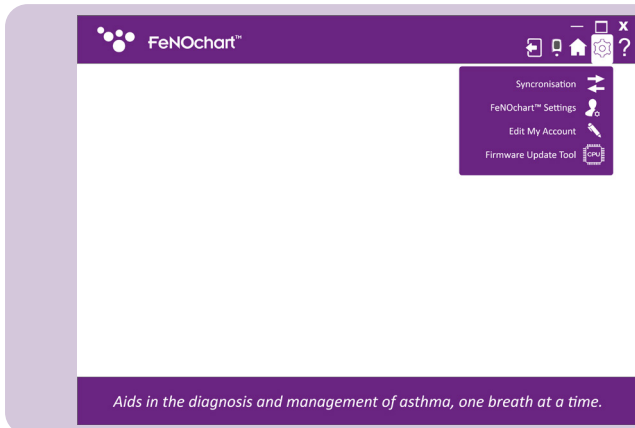 FeNOchart™
Syncronisation
FeNOchart™ Settings
Edit My Account
Firmware Update Tool CPU
Aids in the diagnosis and management of asthma, one breath at a time.